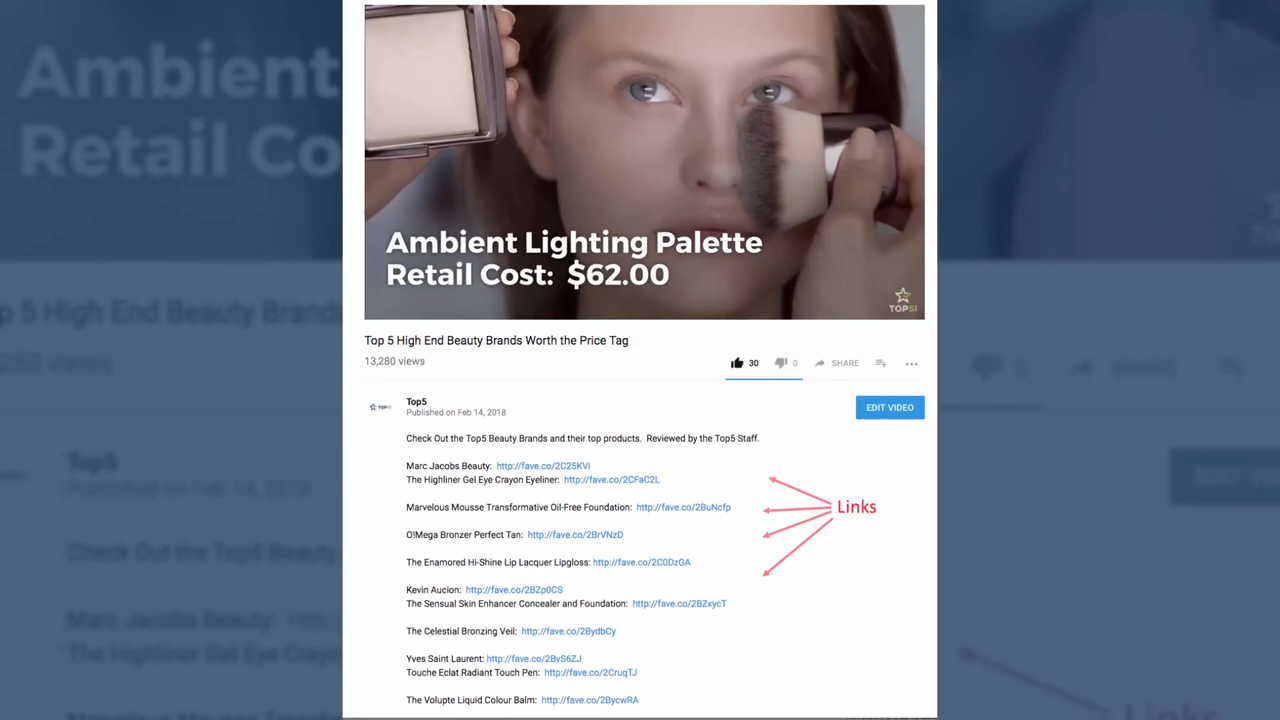 Ambient Lighting Palette
Retail Cost: $62.00
TOP5!
Top 5 High End Beauty Brands Worth the Price Tag
13,280 views
30
0
SHARE
Top5
Published on Feb 14, 2018
EDIT VIDEO
Check Out the Top5 Beauty Brands and their top products. Reviewed by the Top5 Staff.
Marc Jacobs Beauty: http://fave.co/2C25KVi
The Highliner Gel Eye Crayon Eyeliner: http://fave.co/2CFaC2L
Links
Marvelous Mousse Transformative Oil-Free Foundation: http://fave.co/2BuNcfp
O!Mega Bronzer Perfect Tan: http://fave.co/2BrVNzD
The Enamored Hi-Shine Lip Lacquer Lipgloss: http://fave.co/2C0DzGA
Kevin Aucion: http://fave.co/2BZp0CS
The Sensual Skin Enhancer Concealer and Foundation: http://fave.co/2BZxycT
The Celestial Bronzing Veil: http://fave.co/2BydbCy
Yves Saint Laurent: http://fave.co/2BvS6ZJ
Touche Eclat Radiant Touch Pen: http://fave.co/2CruqTJ
The Volupte Liquid Colour Balm: http://fave.co/2BycwRA